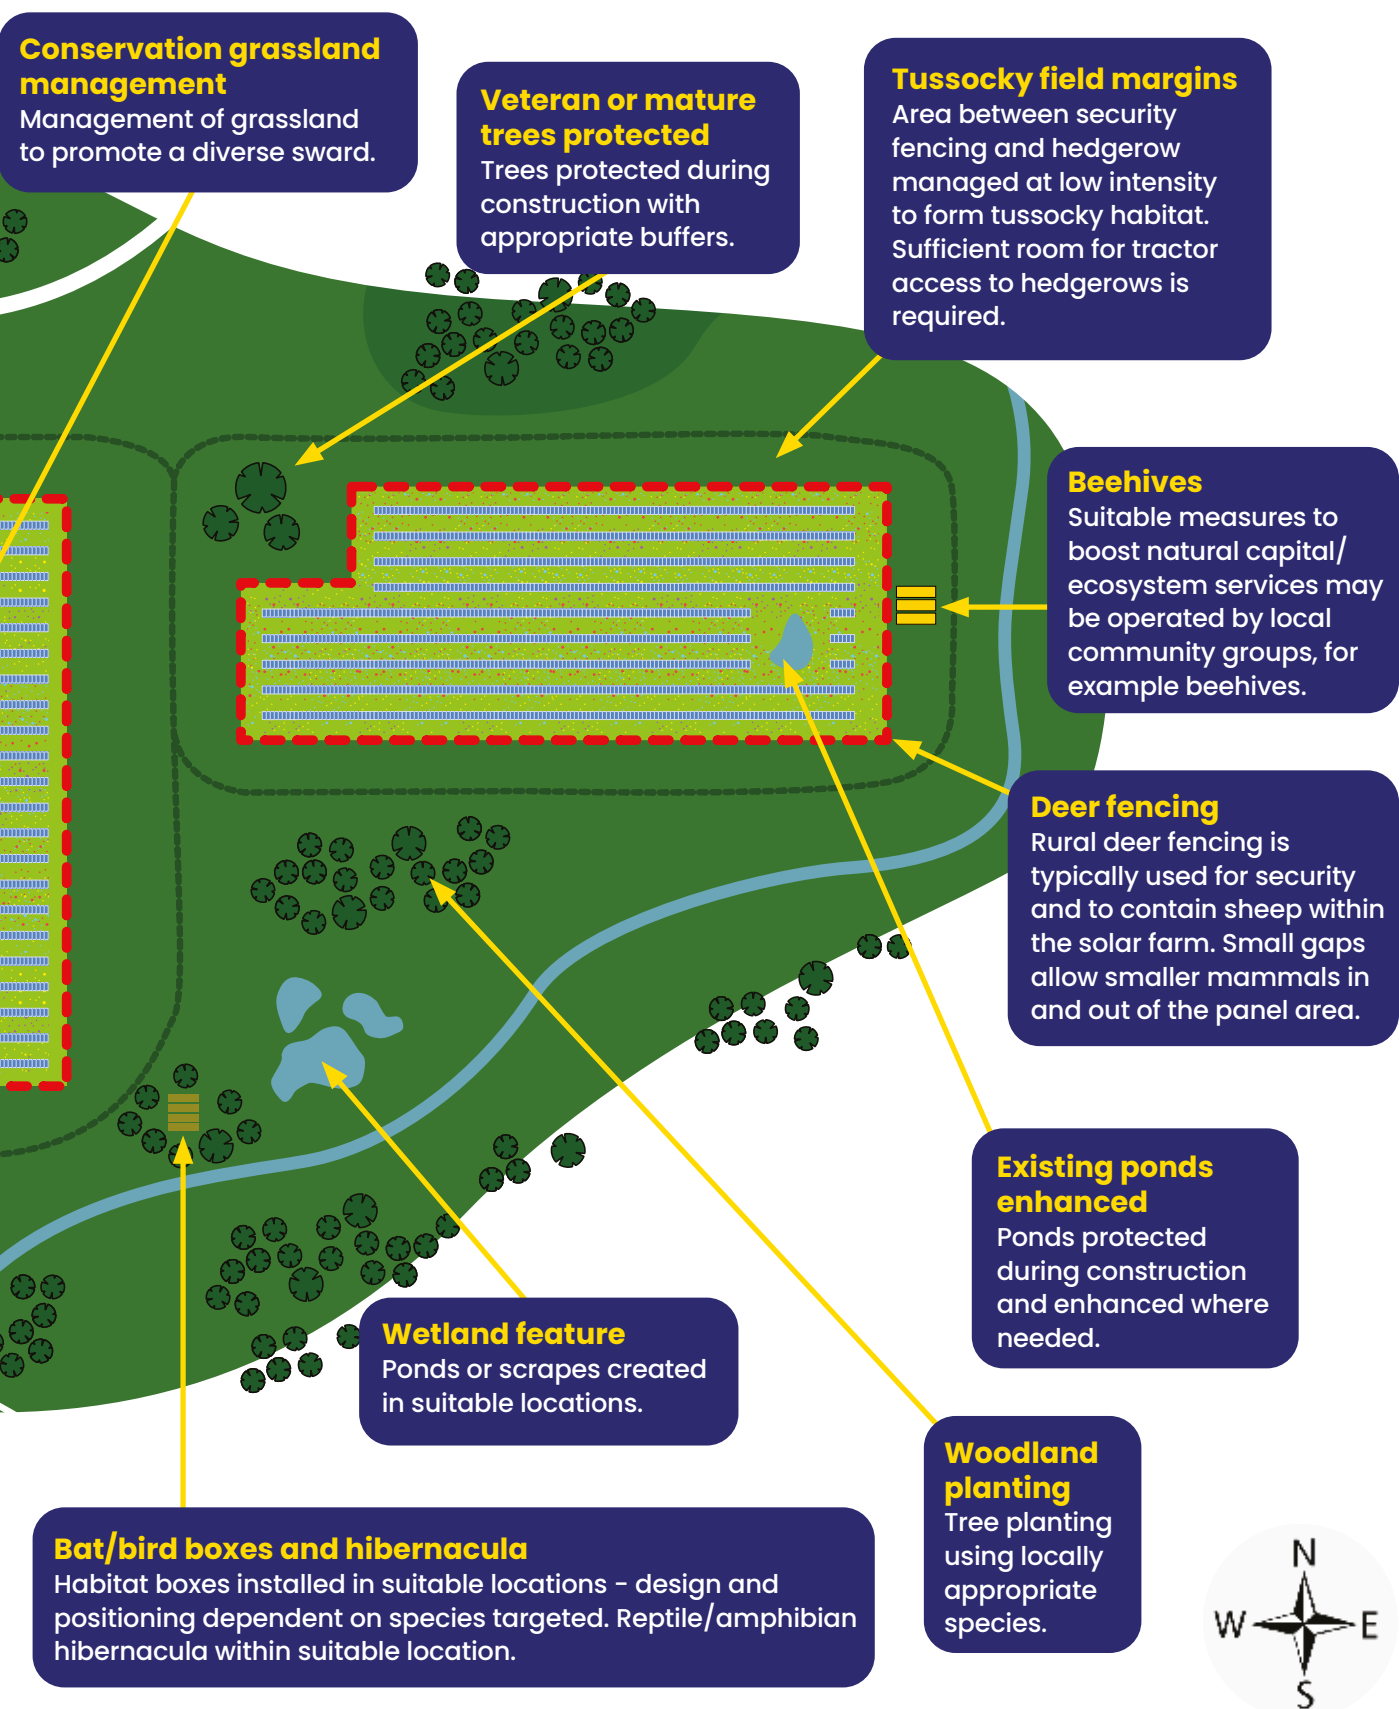 Conservation grassland
management
Management of grassland
to promote a diverse sward.
Veteran or mature
trees protected
Trees protected during
construction with
appropriate buffers.
Tussocky field margins
Area between security
fencing and hedgerow
managed at low intensity
to form tussocky habitat.
Sufficient room for tractor
access to hedgerows is
required.
Beehives
Suitable measures to
boost natural capital/
ecosystem services may
be operated by local
community groups, for
example beehives.
Deer fencing
Rural deer fencing is
typically used for security
and to contain sheep within
the solar farm. Small gaps
allow smaller mammals in
and out of the panel area.
Existing ponds
enhanced
Ponds protected
during construction
and enhanced where
needed.
Wetland feature
Ponds or scrapes created
in suitable locations.
Woodland
planting
Tree planting
using locally
appropriate
species.
Bat/bird boxes and hibernacula
Habitat boxes installed in suitable locations - design and
positioning dependent on species targeted. Reptile/amphibian
hibernacula within suitable location.
N
W E
S